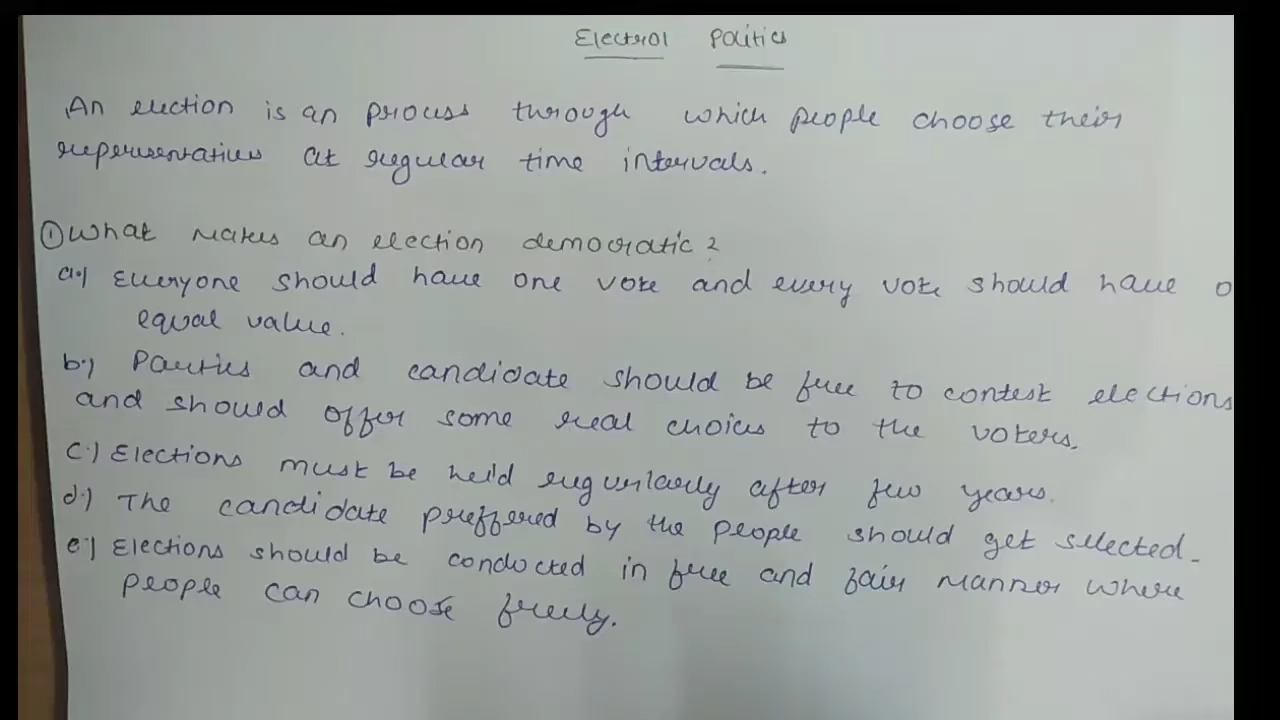 Electrol Politics
An election is an process through which people choose their
representatives at regular time intervals.
① What makes an election democratic?
a.) Everyone should have one vote and every vote should have
equal value.
b.) Parties and candidate should be free to contest elections
and should offer some real choices to the voters.
c.) Elections must be held regurlarly after few years.
d.) The candidate preffered by the people should get selected.
e.) Elections should be conducted in free and fair manner where
people can choose freely.